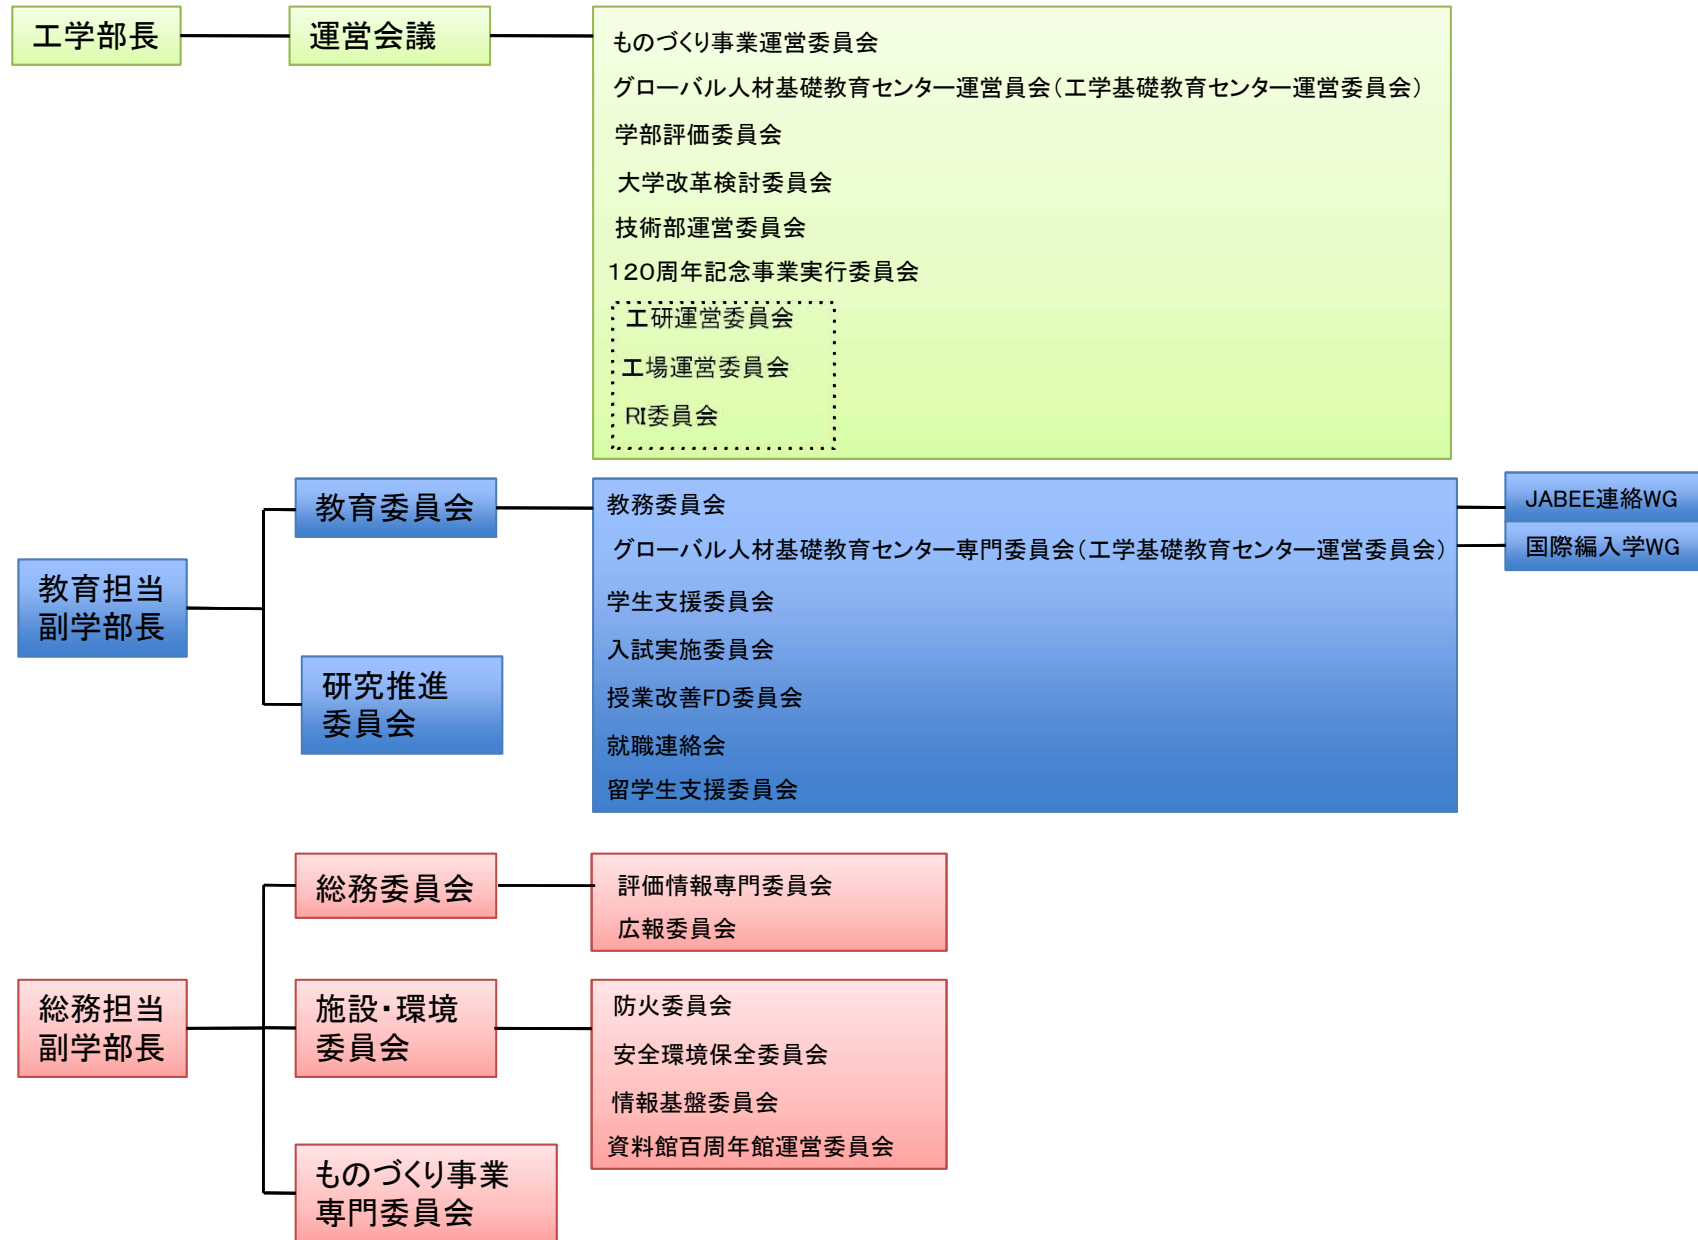 工学部長
運営会議
ものづくり事業運営委員会
グローバル人材基礎教育センター運営員会（工学基礎教育センター運営委員会）
学部評価委員会
大学改革検討委員会
技術部運営委員会
120周年記念事業実行委員会
工研運営委員会
工場運営委員会
RI委員会
教育担当
副学部長
教育委員会
研究推進
委員会
教務委員会
グローバル人材基礎教育センター専門委員会（工学基礎教育センター運営委員会）
学生支援委員会
入試実施委員会
授業改善FD委員会
就職連絡会
留学生支援委員会
JABEE連絡WG
国際編入学WG
総務担当
副学部長
総務委員会
評価情報専門委員会
広報委員会
施設・環境
委員会
防火委員会
安全環境保全委員会
情報基盤委員会
資料館百周年館運営委員会
ものづくり事業
専門委員会